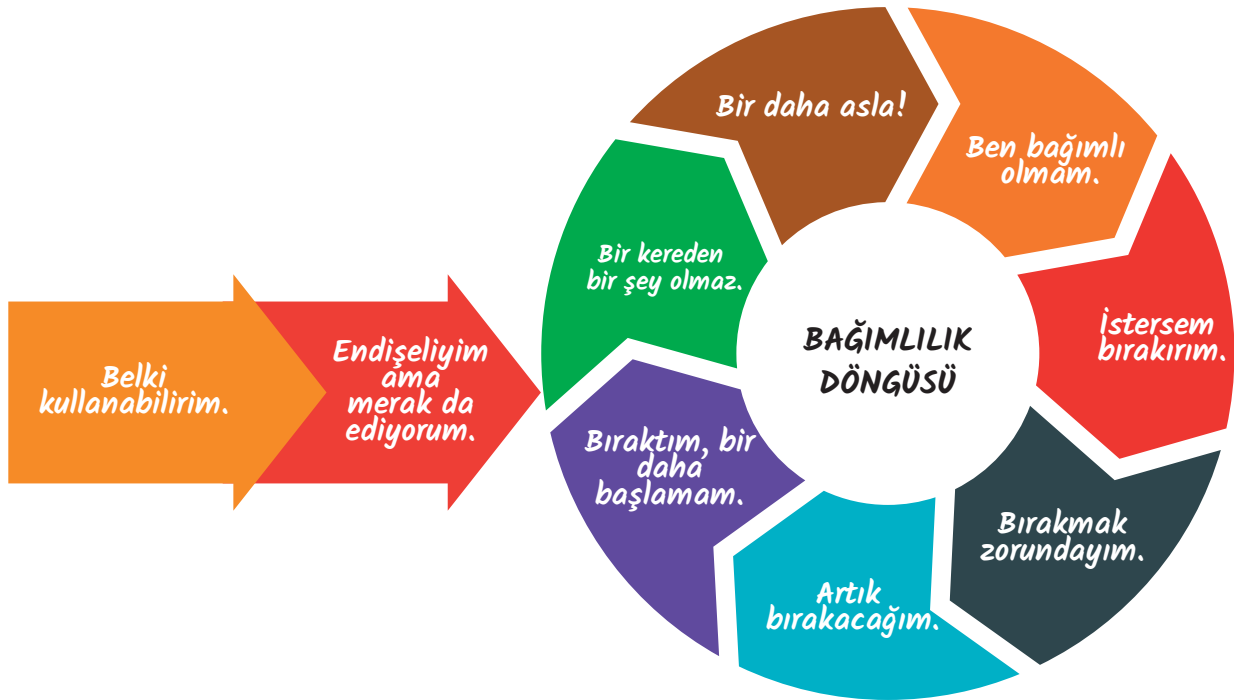 Belki
kullanabilirim.
Endişeliyim
ama
merak da
ediyorum.
Bir kereden
bir şey olmaz.
Bir daha asla!
Ben bağımlı
olmam.
İstersem
bırakırım.
Bırakmak
zorundayım.
Artık
bırakacağım.
Bıraktım, bir
daha
başlamam.
BAĞIMLILIK
DÖNGÜSÜ